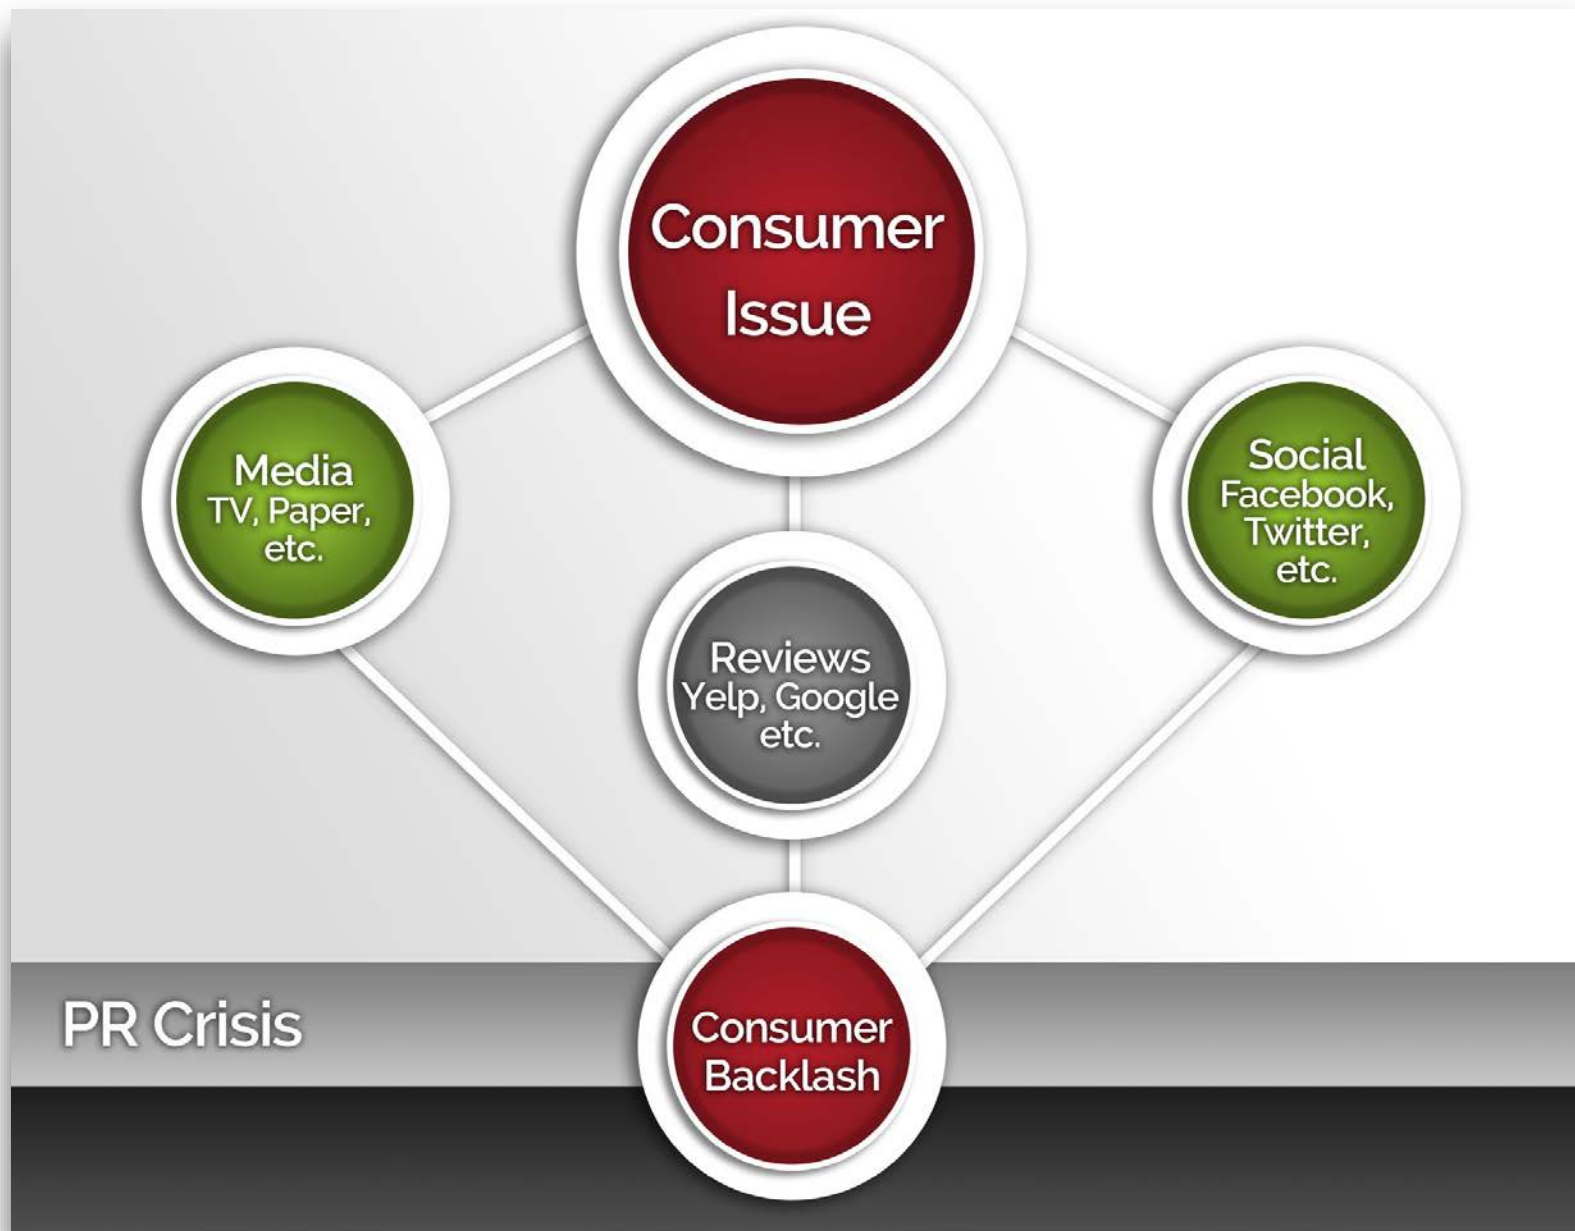 Consumer
Issue
Media
TV, Paper,
etc.
Social
Facebook,
Twitter,
etc.
Reviews
Yelp, Google
etc.
PR Crisis
Consumer
Backlash